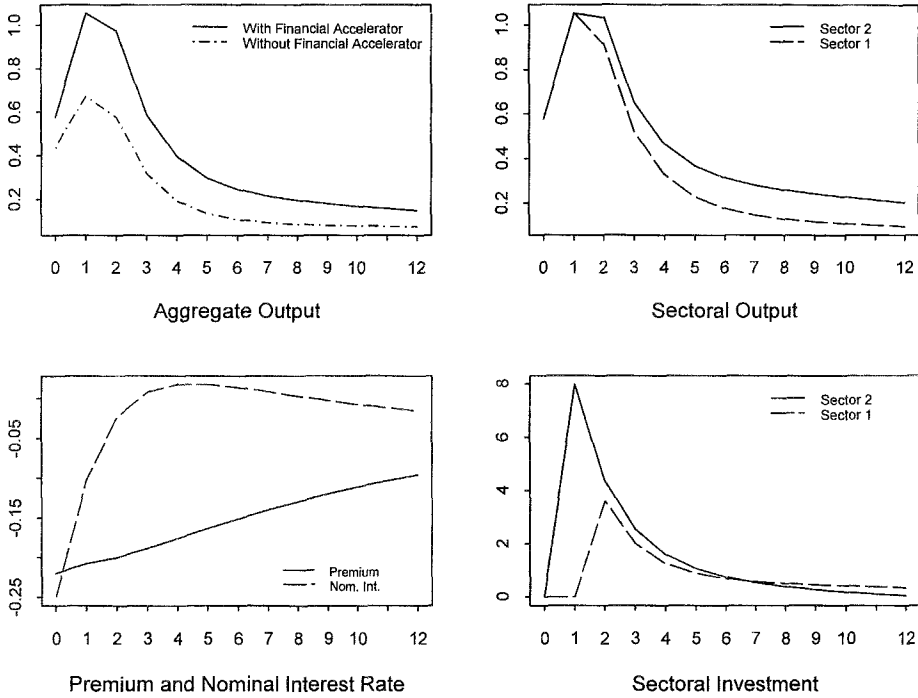 1.0
0.8
0.6
0.4
0.2
With Financial Accelerator
Without Financial Accelerator
0 1 2 3 4 5 6 7 8 9 10 12
Aggregate Output
1.0
0.8
0.6
0.4
0.2
Sector 2
Sector 1
0 1 2 3 4 5 6 7 8 9 10 12
Sectoral Output
-0.05
-0.15
-0.25
Premium
Nom. Int.
0 1 2 3 4 5 6 7 8 9 10 12
Premium and Nominal Interest Rate
8
6
4
2
0
Sector 2
Sector 1
0 1 2 3 4 5 6 7 8 9 10 12
Sectoral Investment